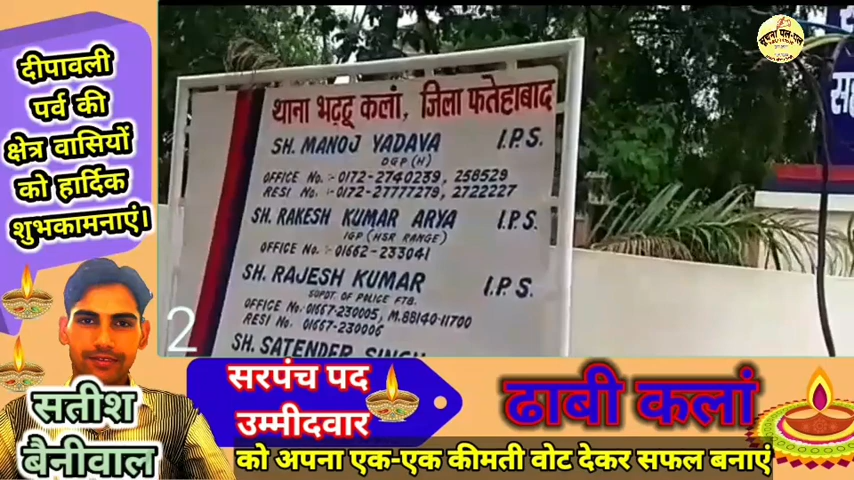 दीपावली
पर्व की
क्षेत्र वासियों
को हार्दिक
शुभकामनाएं।
सूचना पल-पल
थाना भट्टू कलां, जिला फतेहाबाद
SH. MANOJ YADAVA I.P.S.
DGP (H)
OFFICE No. :- 0172-2740239, 258529
RESI No. :- 0172-27777279, 2722227
SH. RAKESH KUMAR ARYA I.P.S.
IGP (HSR RANGE)
OFFICE No. :- 01662-233041
SH. RAJESH KUMAR I.P.S.
SUPDT. OF POLICE FTB.
OFFICE No. :- 01667-230005, M.88140-11700
RESI No. 01667-230006
SH. SATENDER SINGH
2
सतीश
बैनीवाल
सरपंच पद
उम्मीदवार
ढाबी कलां
को अपना एक-एक कीमती वोट देकर सफल बनाएं